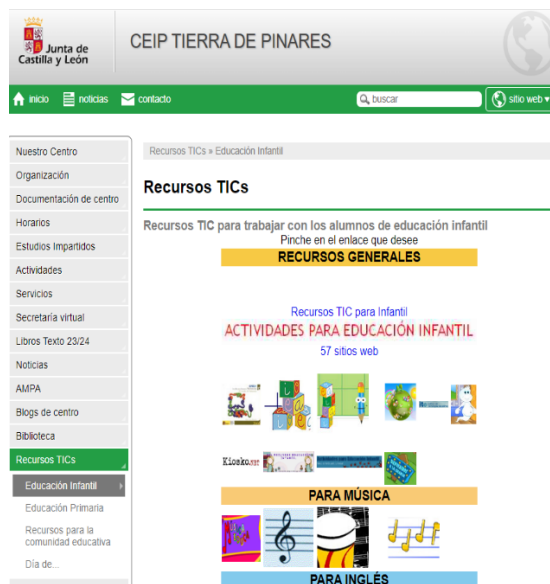 Junta de
Castilla y León
CEIP TIERRA DE PINARES
inicio
noticias
contacto
buscar
sitio web
Nuestro Centro
Organización
Documentación de centro
Horarios
Estudios Impartidos
Actividades
Servicios
Secretaría virtual
Libros Texto 23/24
Noticias
AMPA
Blogs de centro
Biblioteca
Recursos TICs
Educación Infantil
Educación Primaria
Recursos para la
comunidad educativa
Día de...
Recursos TICs » Educación Infantil
Recursos TICs
Recursos TIC para trabajar con los alumnos de educación infantil
Pinche en el enlace que desee
RECURSOS GENERALES
Recursos TIC para Infantil
ACTIVIDADES PARA EDUCACIÓN INFANTIL
57 sitios web
PARA MÚSICA
PARA INGLÉS